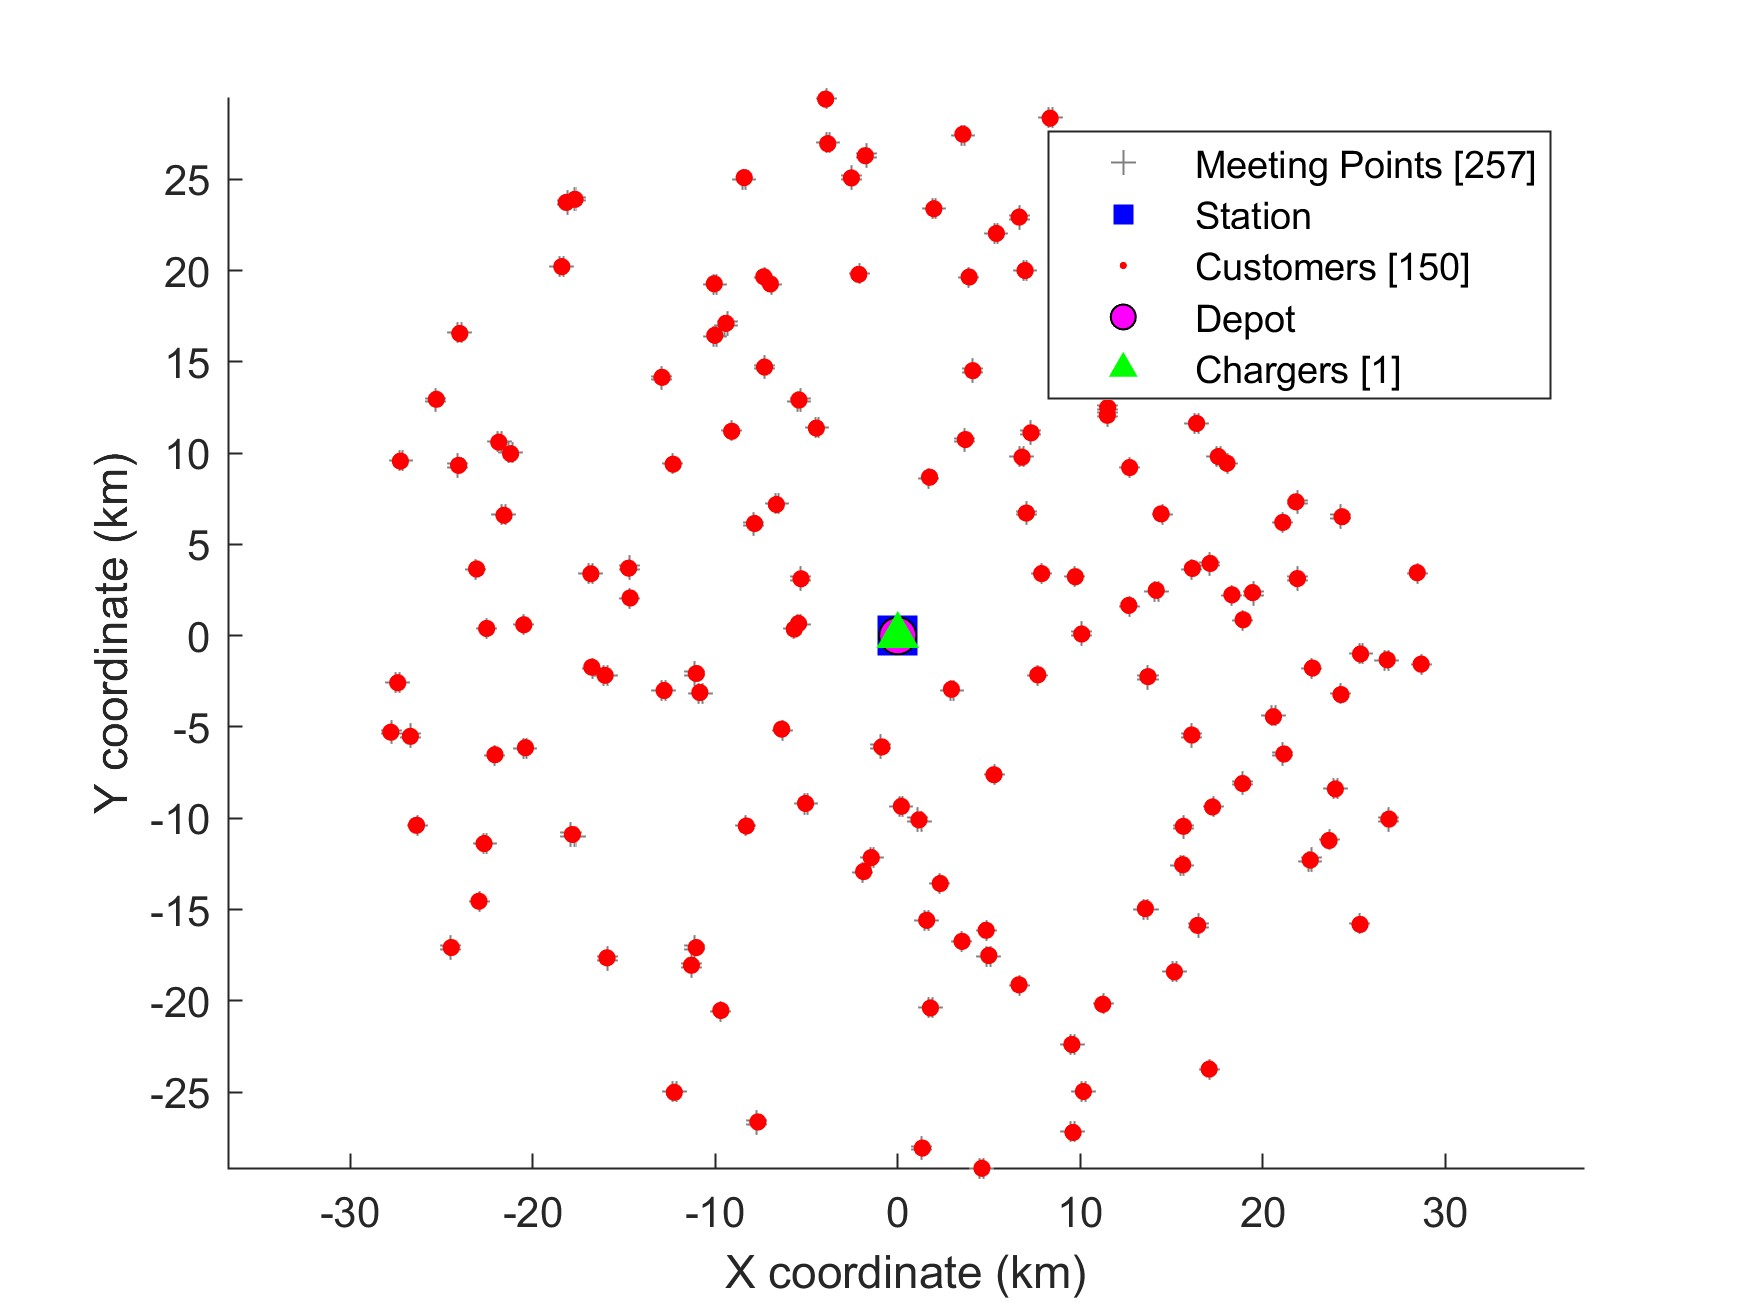 Meeting Points [257]
Station
Customers [150]
Depot
Chargers [1]
25
20
15
10
5
0
-5
-10
-15
-20
-25
Y coordinate (km)
-30 -20 -10 0 10 20 30
X coordinate (km)